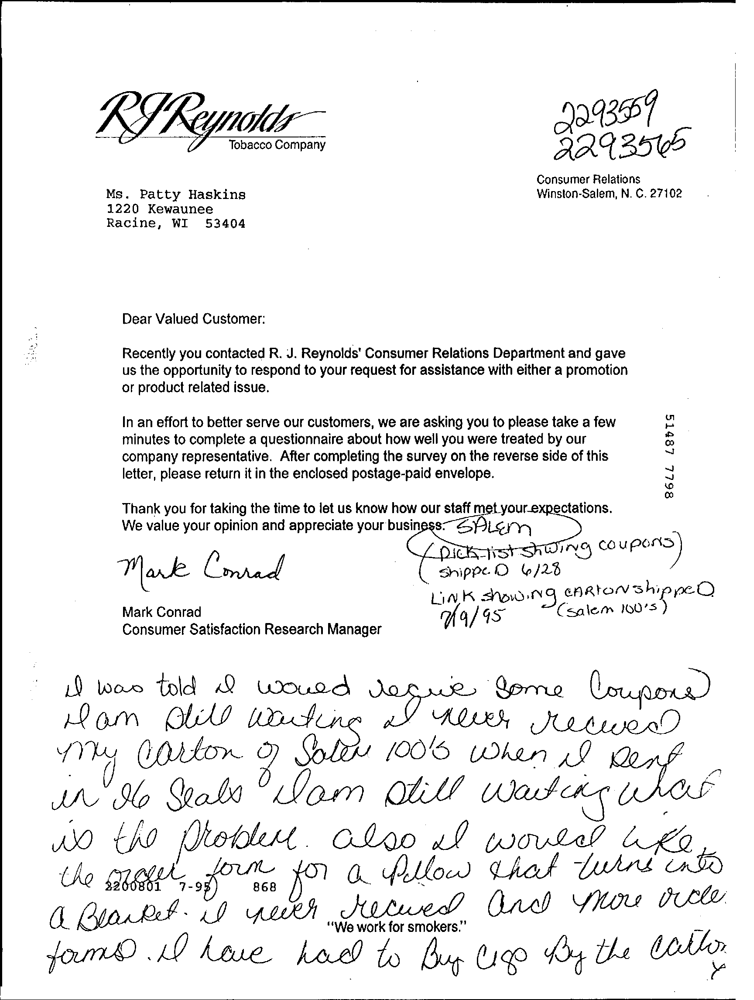 RJReynolds
Tobacco Company
2293559
2293565
Consumer Relations
Winston-Salem, N. C. 27102
Ms. Patty Haskins
1220 Kewaunee
Racine, WI 53404
Dear Valued Customer:
Recently you contacted R. J. Reynolds' Consumer Relations Department and gave
us the opportunity to respond to your request for assistance with either a promotion
or product related issue.
In an effort to better serve our customers, we are asking you to please take a few
minutes to complete a questionnaire about how well you were treated by our
company representative. After completing the survey on the reverse side of this
letter, please return it in the enclosed postage-paid envelope.
51487 7798
Thank you for taking the time to let us know how our staff met your expectations.
We value your opinion and appreciate your business.
SALEM
(Pick-list showing coupons)
shippeD 6/28
Link showing CARTON shippeD
7/9/95 (Salem 100's)
Mark Conrad
Mark Conrad
Consumer Satisfaction Research Manager
I was told I would some Coupons
I am still waiting I never
my Carton of 100's when I sent
in 26 Seals I am still waiting what
is the problem. also I would like
the order form for a pillow that turns into
2200801 7-95 868
a Blanket. I never and more
"We work for smokers."
forms. I have had to Buy Cigs By the Carton